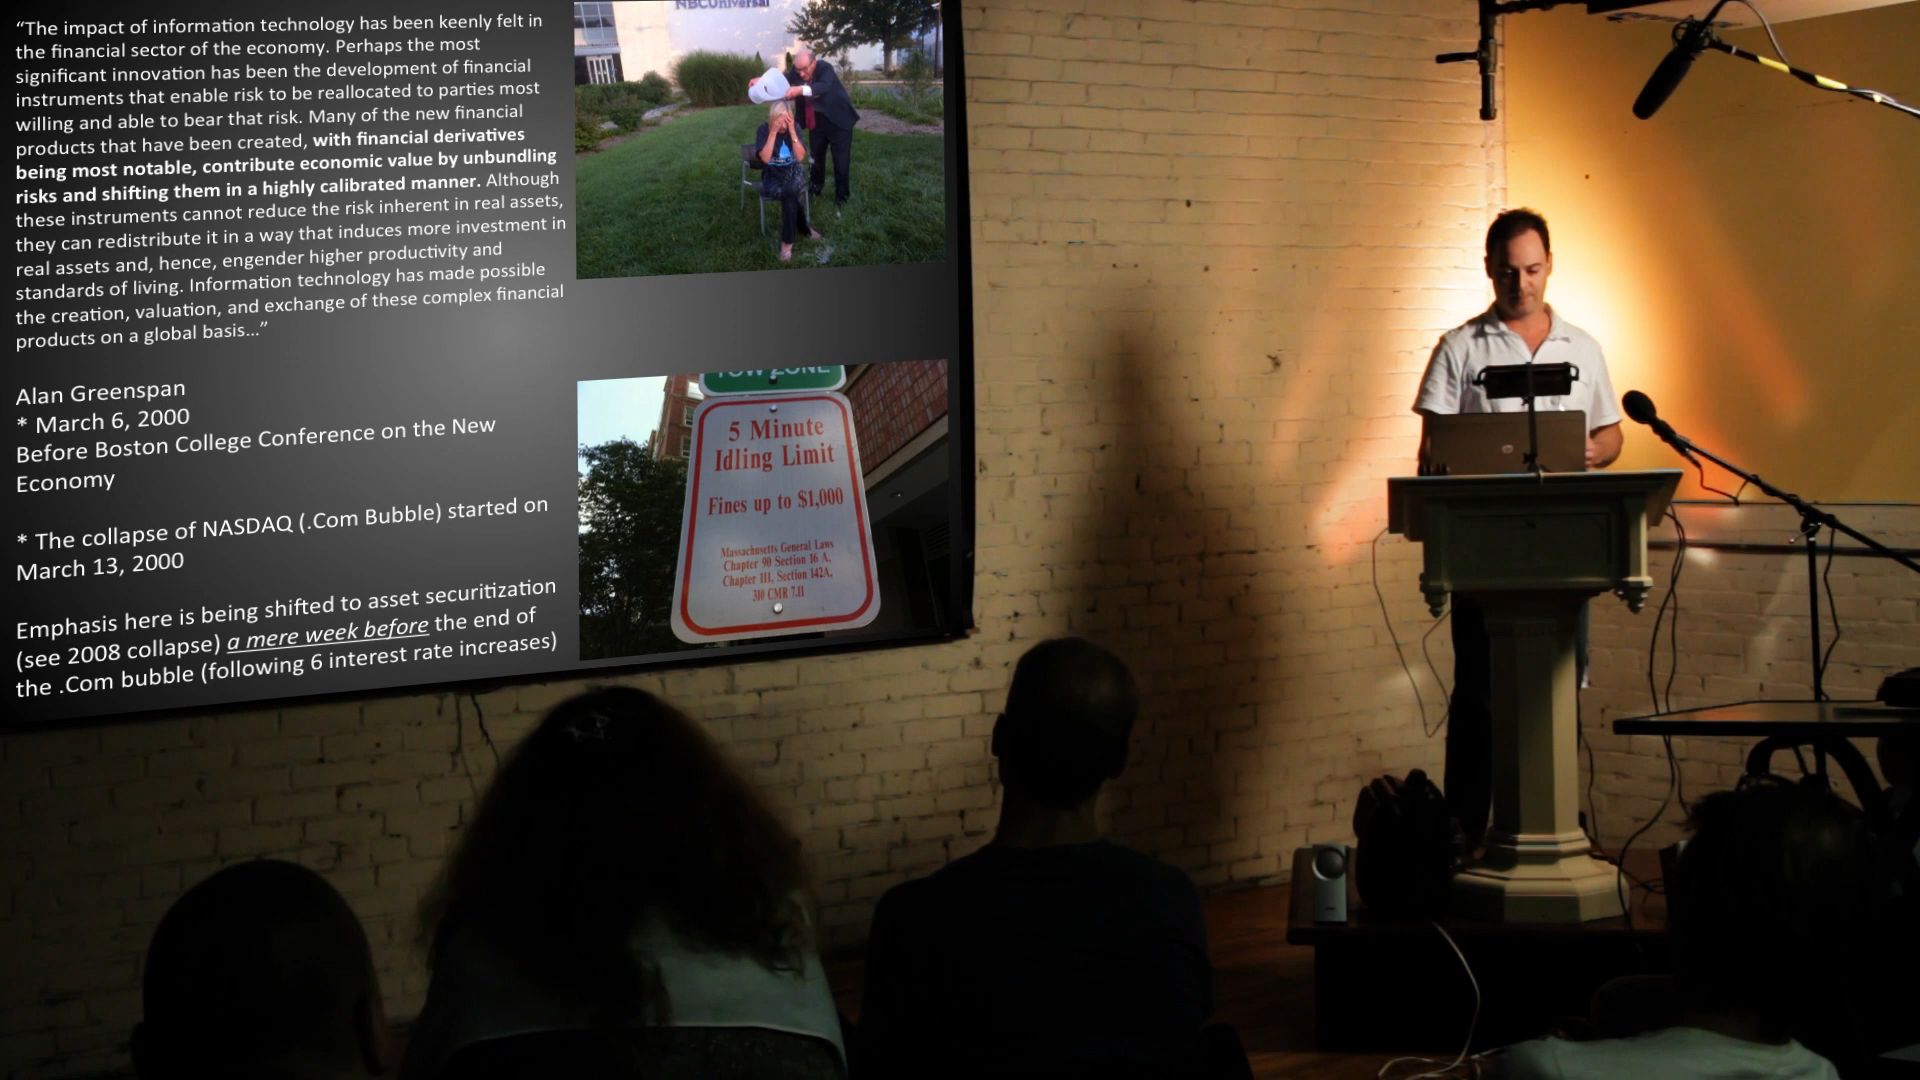 “The impact of information technology has been keenly felt in
the financial sector of the economy. Perhaps the most
significant innovation has been the development of financial
instruments that enable risk to be reallocated to parties most
willing and able to bear that risk. Many of the new financial
products that have been created, with financial derivatives
being most notable, contribute economic value by unbundling
risks and shifting them in a highly calibrated manner. Although
these instruments cannot reduce the risk inherent in real assets,
they can redistribute it in a way that induces more investment in
real assets and, hence, engender higher productivity and
standards of living. Information technology has made possible
the creation, valuation, and exchange of these complex financial
products on a global basis...”
Alan Greenspan
* March 6, 2000
Before Boston College Conference on the New
Economy
* The collapse of NASDAQ (.Com Bubble) started on
March 13, 2000
Emphasis here is being shifted to asset securitization
(see 2008 collapse) a mere week before the end of
the .Com bubble (following 6 interest rate increases)
NBCUniversal
TOW ZONE
5 Minute
Idling Limit
Fines up to $1,000
Massachusetts General Laws
Chapter 90 Section 16 A,
Chapter 111, Section 142A,
310 CMR 7.11
hp